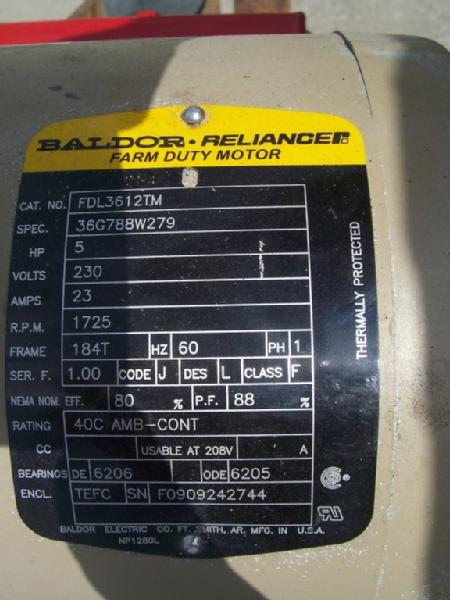 BALDOR • RELIANCER
FARM DUTY MOTOR
CAT. NO. FDL3612TM
SPEC. 36G788W279
HP 5
VOLTS 230
AMPS 23
R.P.M. 1725
FRAME 184T HZ 60 PH 1
SER. F. 1.00 CODE J DES L CLASS F
NEMA NOM. EFF. 80 % P.F. 88 %
RATING 40C AMB-CONT
CC USABLE AT 208V A
BEARINGS DE 6206 ODE 6205
ENCL. TEFC SN F0909242744
BALDOR ELECTRIC CO. FT. SMITH, AR. MFG. IN U.S.A.
NP1280L
THERMALLY PROTECTED